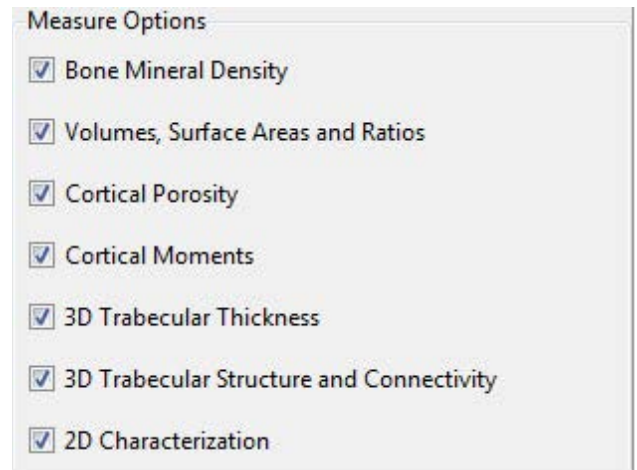 Measure Options
Bone Mineral Density
Volumes, Surface Areas and Ratios
Cortical Porosity
Cortical Moments
3D Trabecular Thickness
3D Trabecular Structure and Connectivity
2D Characterization